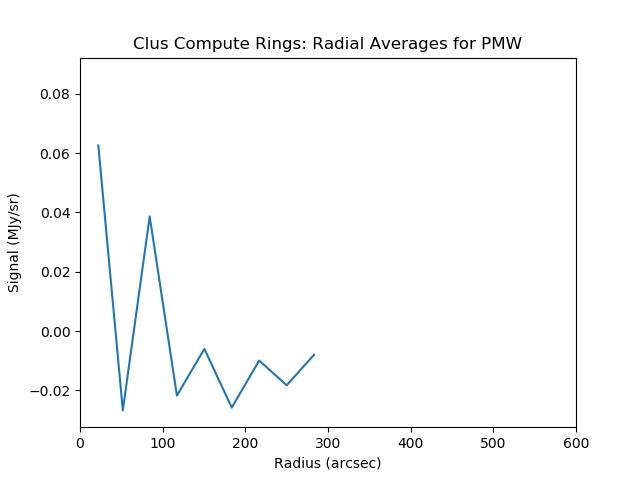 Clus Compute Rings: Radial Averages for PMW
0.08
0.06
0.04
0.02
0.00
−0.02
Signal (MJy/sr)
0 100 200 300 400 500 600
Radius (arcsec)